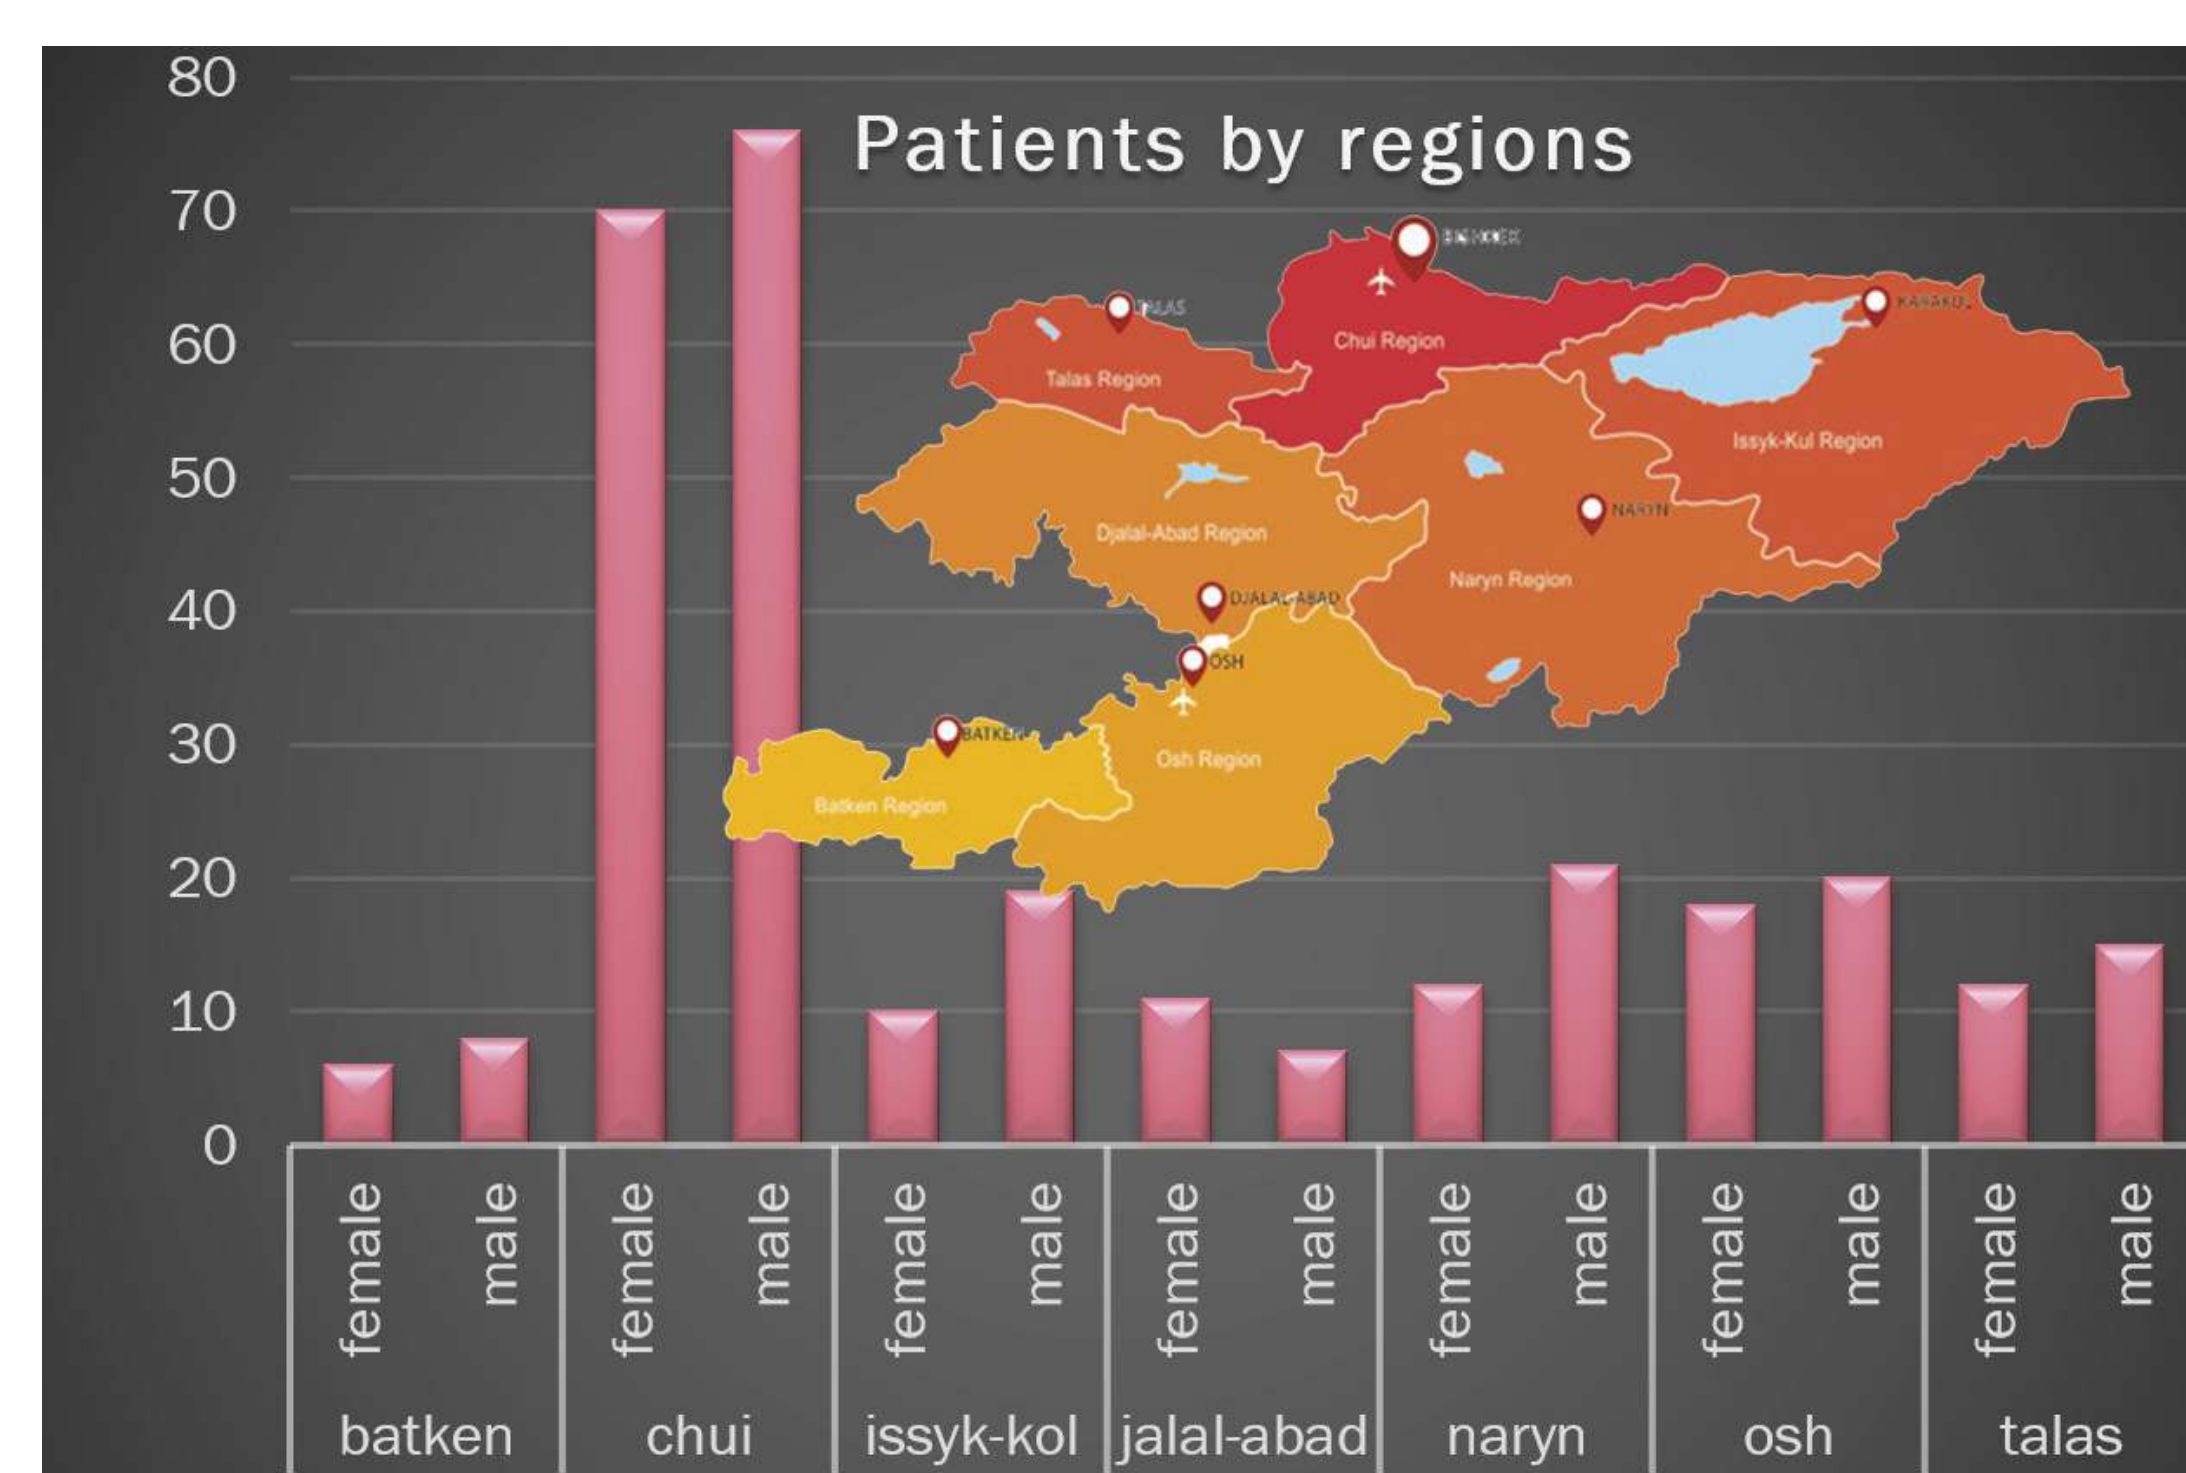 80
Patients by regions
70
60
50
40
30
20
10
0
TALAS
KARAKOL
Chui Region
Talas Region
Issyk-Kul Region
NARYN
Djalal-Abad Region
Naryn Region
DJALAL-ABAD
OSH
BATKEN
Osh Region
Batken Region
female male female male female male female male female male female male female male
batken chui issyk-kol jalal-abad naryn osh talas